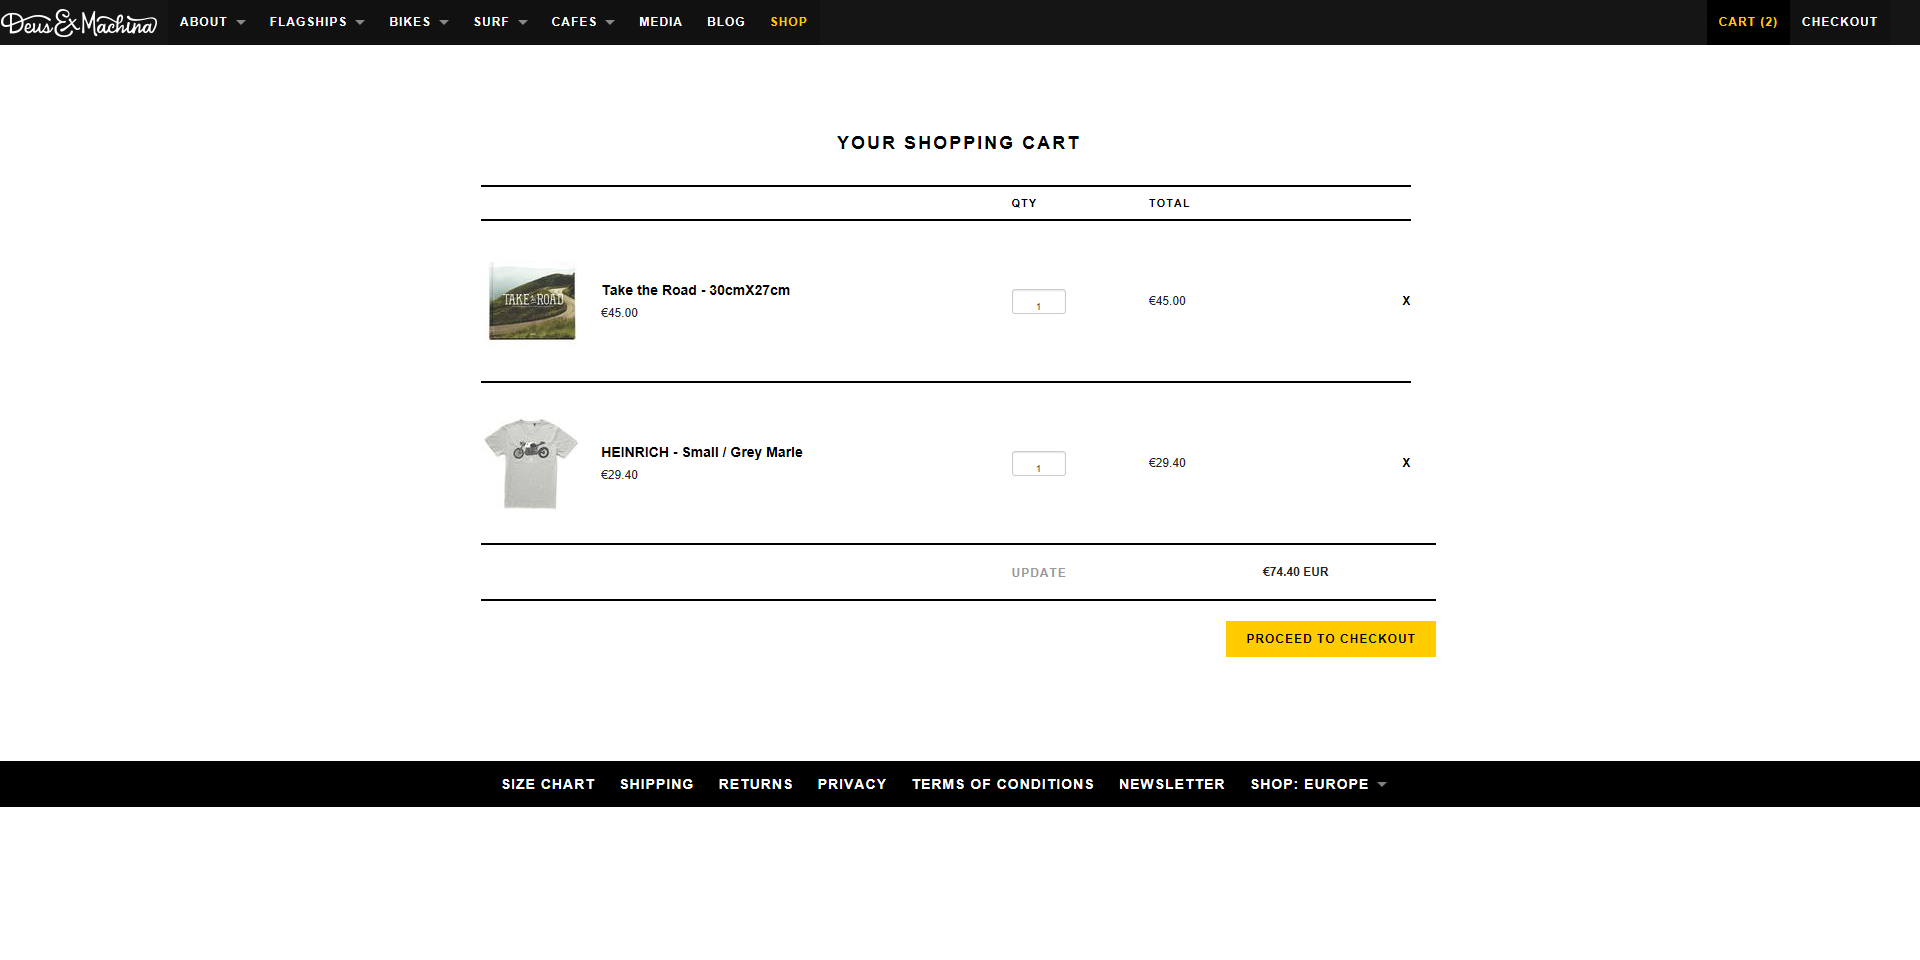 Deus Ex Machina ABOUT FLAGSHIPS BIKES SURF CAFES MEDIA BLOG SHOP CART (2) CHECKOUT
YOUR SHOPPING CART
QTY TOTAL
TAKE THE ROAD
Take the Road - 30cmX27cm
€45.00
1
€45.00
X
HEINRICH - Small / Grey Marle
€29.40
1
€29.40
X
UPDATE €74.40 EUR
PROCEED TO CHECKOUT
SIZE CHART SHIPPING RETURNS PRIVACY TERMS OF CONDITIONS NEWSLETTER SHOP: EUROPE